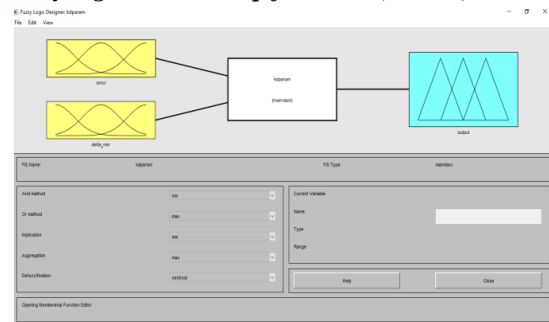 Fuzzy Logic Designer: kdparam
File Edit View
error
kdparam
(mamdani)
output
FIS Name: kdparam FIS Type: mamdani
And method min
Or method max
Implication min
Aggregation max
Defuzzification centroid
Current Variable
Name
Type
Range
Help Close
Opening Membership Function Editor